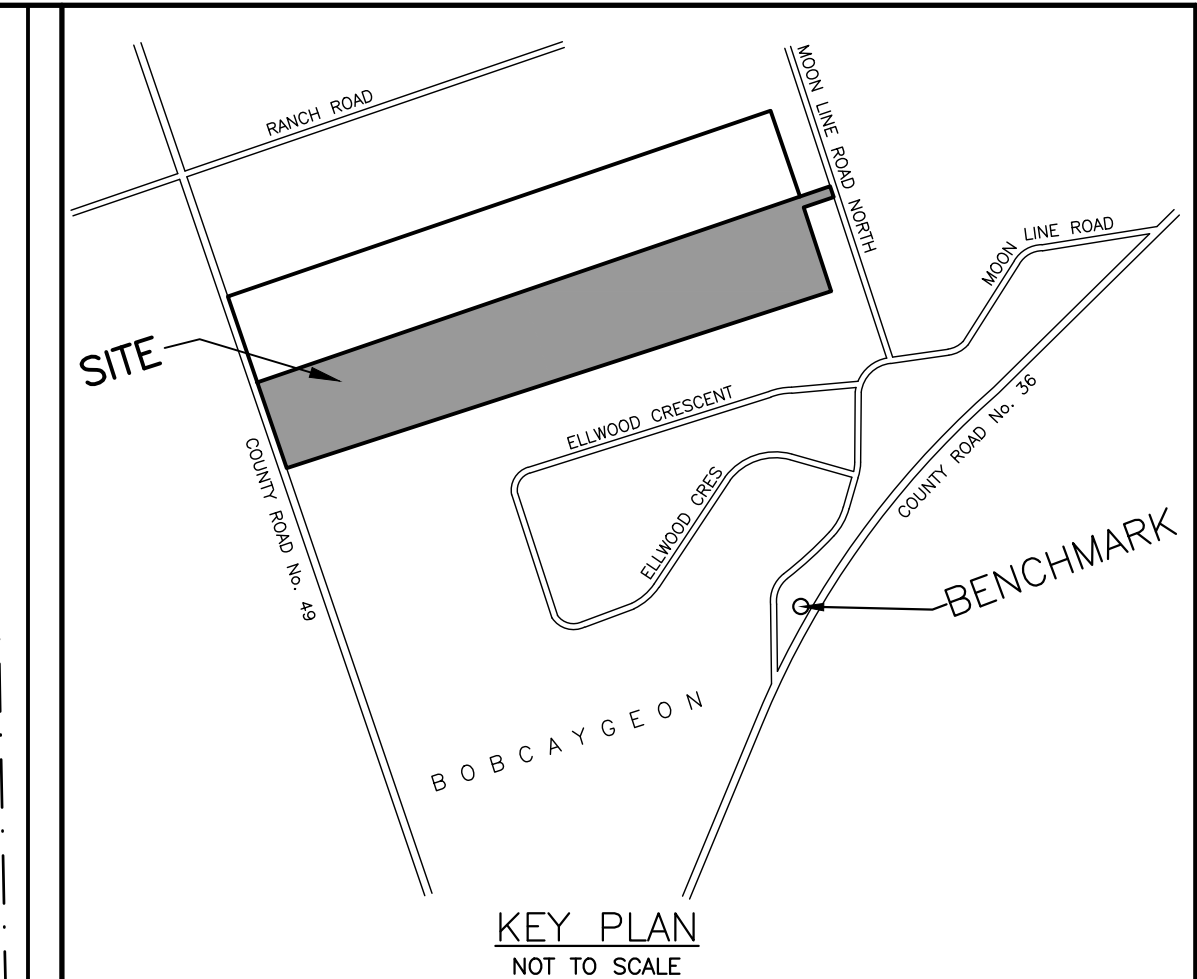 RANCH ROAD
MOON LINE ROAD NORTH
MOON LINE ROAD
SITE
COUNTY ROAD No. 36
ELLWOOD CRESCENT
COUNTY ROAD No. 49
ELLWOOD CRES
BENCHMARK
BOBCAYGEON
KEY PLAN
NOT TO SCALE